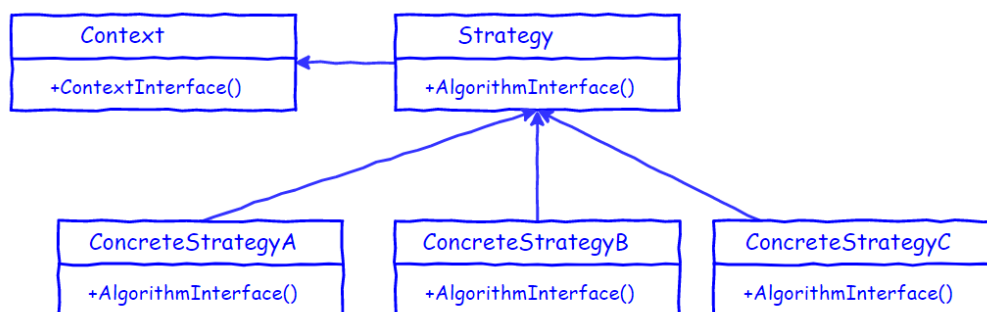 Context
+ContextInterface()
Strategy
+AlgorithmInterface()
ConcreteStrategyA
+AlgorithmInterface()
ConcreteStrategyB
+AlgorithmInterface()
ConcreteStrategyC
+AlgorithmInterface()